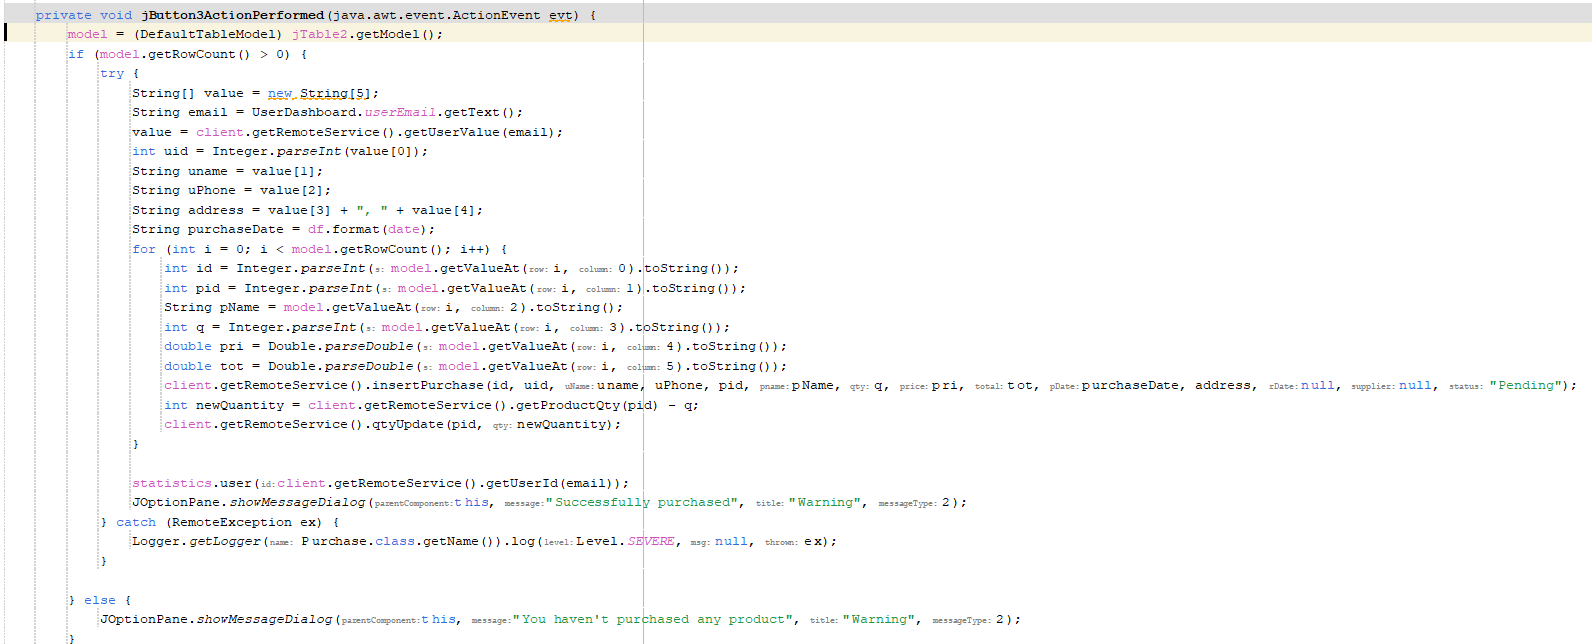 private void jButton3ActionPerformed(java.awt.event.ActionEvent evt) {
model = (DefaultTableModel) jTable2.getModel();
if (model.getRowCount() > 0) {
try {
String[] value = new String[5];
String email = UserDashboard.userEmail.getText();
value = client.getRemoteService().getUserValue(email);
int uid = Integer.parseInt(value[0]);
String uname = value[1];
String uPhone = value[2];
String address = value[3] + ", " + value[4];
String purchaseDate = df.format(date);
for (int i = 0; i < model.getRowCount(); i++) {
int id = Integer.parseInt(s: model.getValueAt(row: i, column: 0).toString());
int pid = Integer.parseInt(s: model.getValueAt(row: i, column: 1).toString());
String pName = model.getValueAt(row: i, column: 2).toString();
int q = Integer.parseInt(s: model.getValueAt(row: i, column: 3).toString());
double pri = Double.parseDouble(s: model.getValueAt(row: i, column: 4).toString());
double tot = Double.parseDouble(s: model.getValueAt(row: i, column: 5).toString());
client.getRemoteService().insertPurchase(id, uid, uName: uname, uPhone, pid, pname: pName, qty: q, price: pri, total: tot, pDate: purchaseDate, address, rDate: null, supplier: null, status: "Pending");
int newQuantity = client.getRemoteService().getProductQty(pid) - q;
client.getRemoteService().qtyUpdate(pid, qty: newQuantity);
}
statistics.user(id: client.getRemoteService().getUserId(email));
JOptionPane.showMessageDialog(parentComponent: this, message: "Successfully purchased", title: "Warning", messageType: 2);
} catch (RemoteException ex) {
Logger.getLogger(name: Purchase.class.getName()).log(level: Level.SEVERE, msg: null, thrown: ex);
}
} else {
JOptionPane.showMessageDialog(parentComponent: this, message: "You haven't purchased any product", title: "Warning", messageType: 2);
}